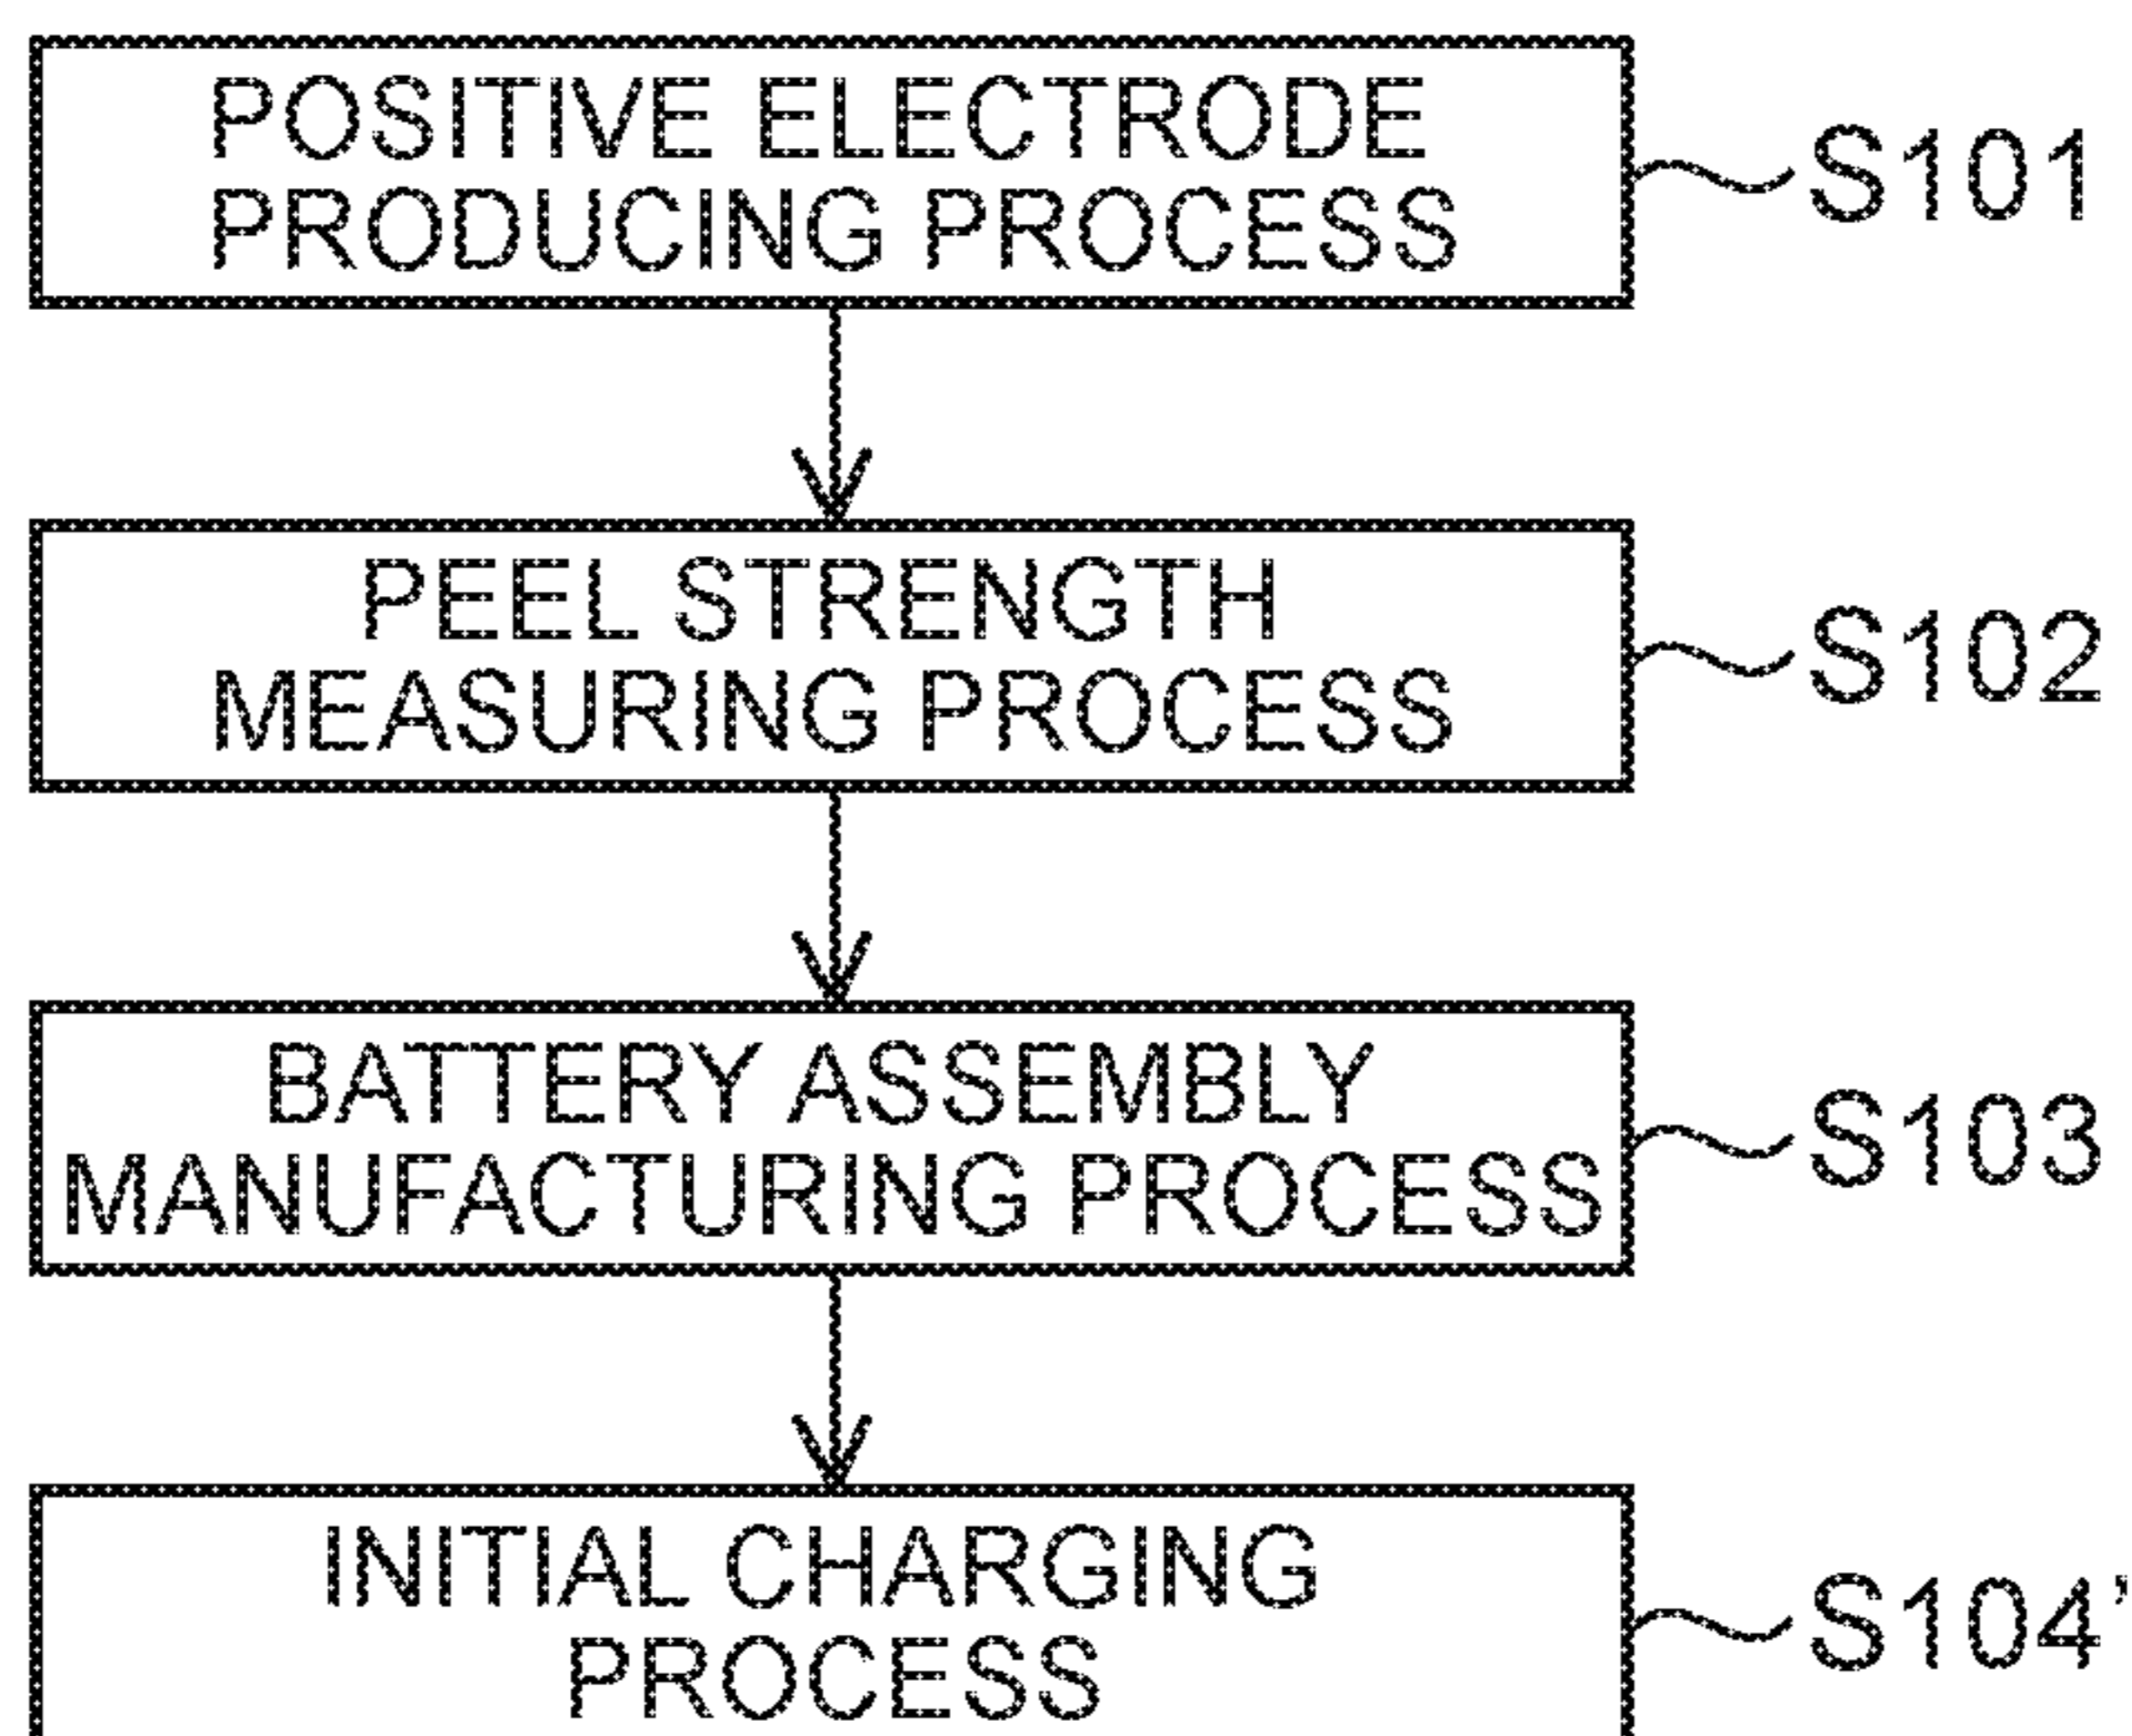 POSITIVE ELECTRODE
PRODUCING PROCESS
S101
PEEL STRENGTH
MEASURING PROCESS
S102
BATTERY ASSEMBLY
MANUFACTURING PROCESS
S103
INITIAL CHARGING
PROCESS
S104'